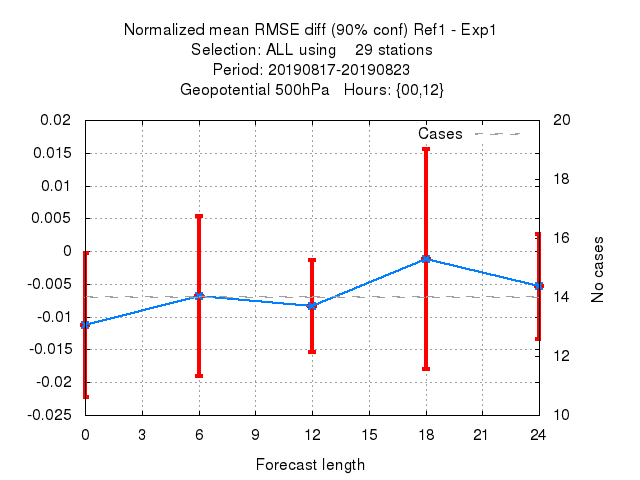 Normalized mean RMSE diff (90% conf) Ref1 - Exp1
Selection: ALL using    29 stations
Period: 20190817-20190823
Geopotential 500hPa   Hours: {00,12}
Cases
0.02
0.015
0.01
0.005
0
-0.005
-0.01
-0.015
-0.02
-0.025
20
18
16
14
12
10
No cases
0 3 6 9 12 15 18 21 24
Forecast length